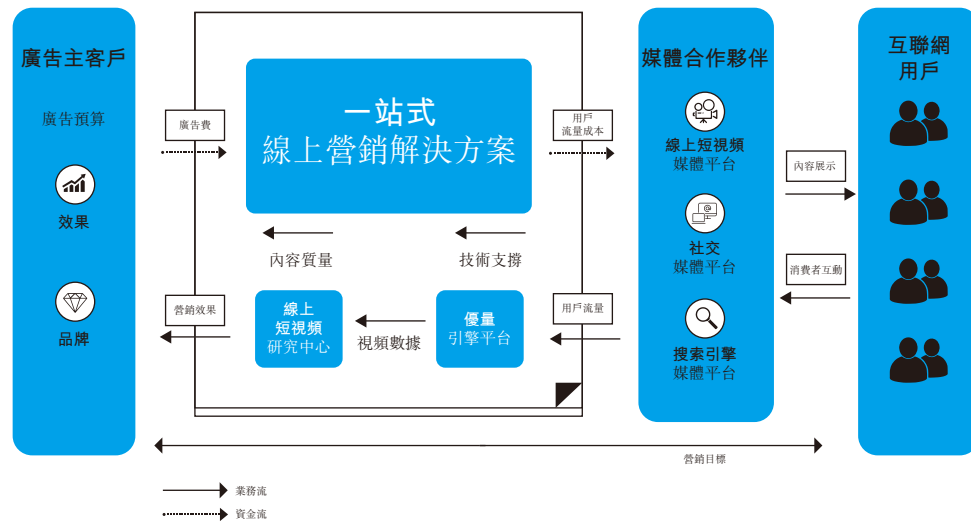 廣告主客戶
廣告預算
效果
品牌
廣告費
營銷效果
一站式
線上營銷解決方案
內容質量
技術支撐
線上
短視頻
研究中心
視頻數據
優量
引擎平台
用戶
流量成本
用戶流量
媒體合作夥伴
線上短視頻
媒體平台
社交
媒體平台
搜索引擎
媒體平台
內容展示
消費者互動
互聯網
用戶
營銷目標
業務流
資金流